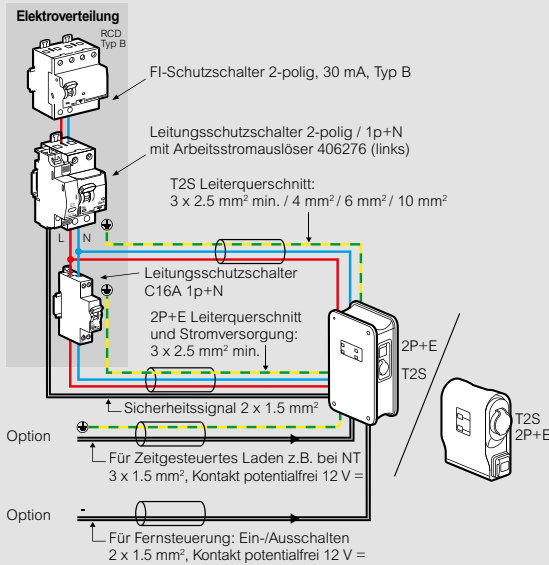 Elektroverteilung
RCD
Typ B
FI-Schutzschalter 2-polig, 30 mA, Typ B
Leitungsschutzschalter 2-polig / 1p+N
mit Arbeitsstromauslöser 406276 (links)
T2S Leiterquerschnitt:
3 x 2.5 mm² min. / 4 mm² / 6 mm² / 10 mm²
L N
Leitungsschutzschalter
C16A 1p+N
2P+E Leiterquerschnitt
und Stromversorgung:
3 x 2.5 mm² min.
2P+E
T2S
T2S
2P+E
Sicherheitssignal 2 x 1.5 mm²
Option
Für Zeitgesteuertes Laden z.B. bei NT
3 x 1.5 mm², Kontakt potentialfrei 12 V =
Option
-
Für Fernsteuerung: Ein-/Ausschalten
2 x 1.5 mm², Kontakt potentialfrei 12 V =